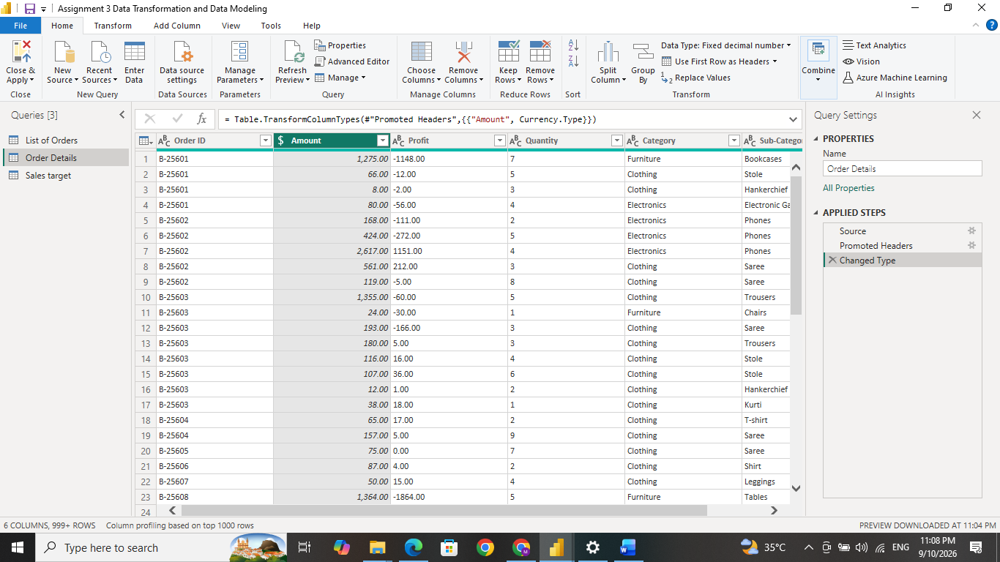 Assignment 3 Data Transformation and Data Modeling
File Home Transform Add Column View Tools Help
Close & Apply
New Source
Recent Sources
Enter Data
Data source settings
Manage Parameters
Refresh Preview
Properties
Advanced Editor
Manage
Choose Columns
Remove Columns
Keep Rows
Remove Rows
Split Column
Group By
Data Type: Fixed decimal number
Use First Row as Headers
Replace Values
Combine
Text Analytics
Vision
Azure Machine Learning
Close New Query Data Sources Parameters Query Manage Columns Reduce Rows Sort Transform AI Insights
Queries [3]
List of Orders
Order Details
Sales target
fx = Table.TransformColumnTypes(#"Promoted Headers",{{"Amount", Currency.Type}})
ABC Order ID $ Amount ABC Profit ABC Quantity ABC Category ABC Sub-Catego
1 B-25601 1,275.00 -1148.00 7 Furniture Bookcases
2 B-25601 66.00 -12.00 5 Clothing Stole
3 B-25601 8.00 -2.00 3 Clothing Hankerchief
4 B-25601 80.00 -56.00 4 Electronics Electronic Ga
5 B-25602 168.00 -111.00 2 Electronics Phones
6 B-25602 424.00 -272.00 5 Electronics Phones
7 B-25602 2,617.00 1151.00 4 Electronics Phones
8 B-25602 561.00 212.00 3 Clothing Saree
9 B-25602 119.00 -5.00 8 Clothing Saree
10 B-25603 1,355.00 -60.00 5 Clothing Trousers
11 B-25603 24.00 -30.00 1 Furniture Chairs
12 B-25603 193.00 -166.00 3 Clothing Saree
13 B-25603 180.00 5.00 3 Clothing Trousers
14 B-25603 116.00 16.00 4 Clothing Stole
15 B-25603 107.00 36.00 6 Clothing Stole
16 B-25603 12.00 1.00 2 Clothing Hankerchief
17 B-25603 38.00 18.00 1 Clothing Kurti
18 B-25604 65.00 17.00 2 Clothing T-shirt
19 B-25604 157.00 5.00 9 Clothing Saree
20 B-25605 75.00 0.00 7 Clothing Saree
21 B-25606 87.00 4.00 2 Clothing Shirt
22 B-25607 50.00 15.00 4 Clothing Leggings
23 B-25608 1,364.00 -1864.00 5 Furniture Tables
24
Query Settings
PROPERTIES
Name
Order Details
All Properties
APPLIED STEPS
Source
Promoted Headers
Changed Type
6 COLUMNS, 999+ ROWS Column profiling based on top 1000 rows PREVIEW DOWNLOADED AT 11:04 PM
Type here to search
35°C
ENG
11:08 PM
9/10/2026